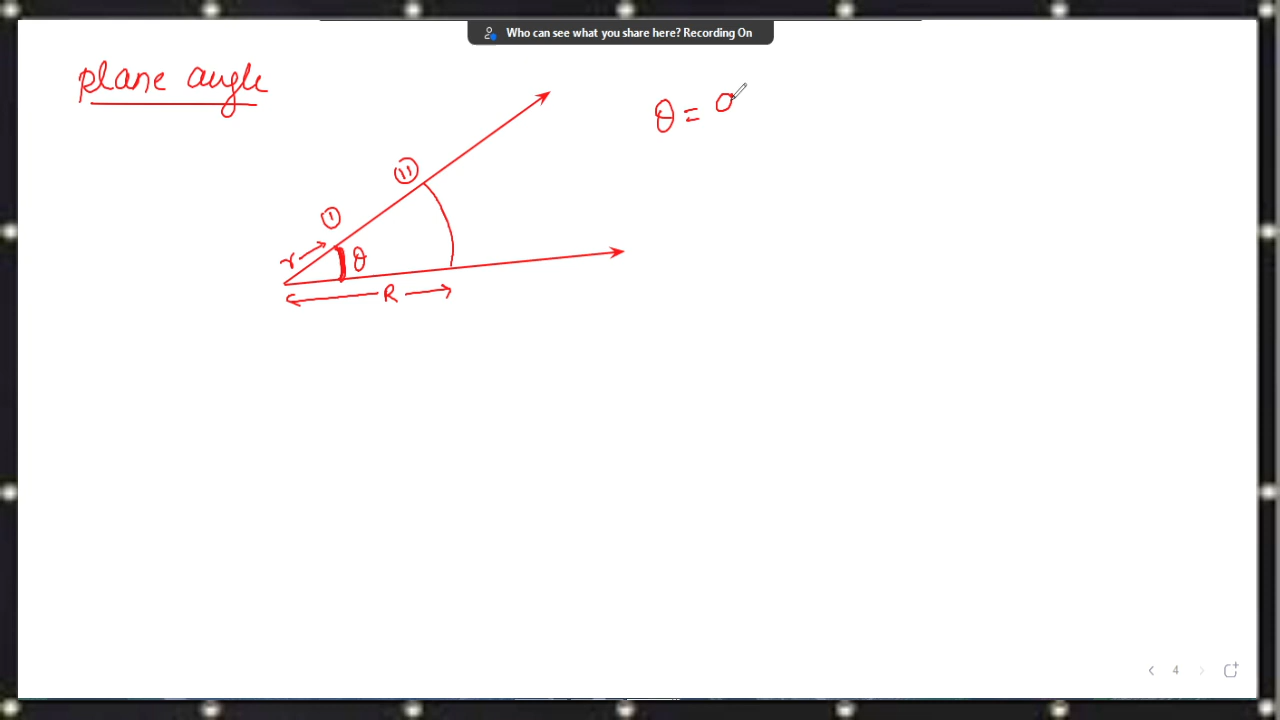 Who can see what you share here? Recording On
plane angle
θ =
II
I
r
θ
R
4